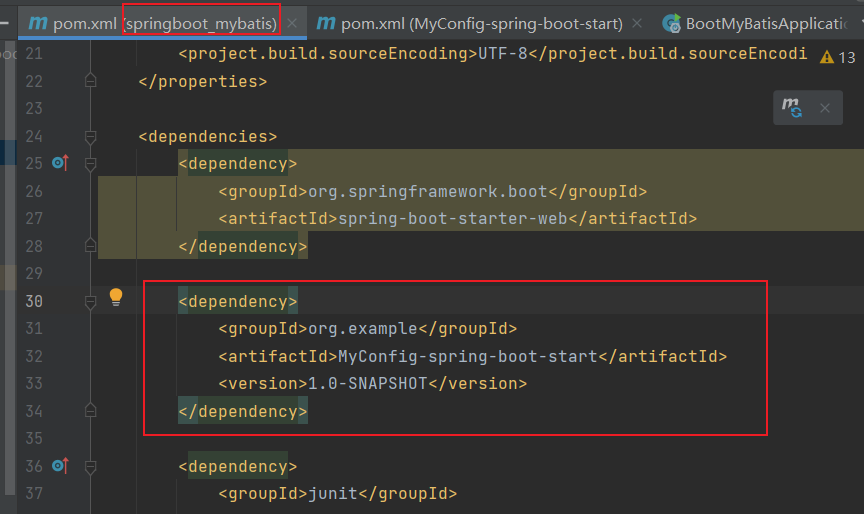 pom.xml (springboot_mybatis) pom.xml (MyConfig-spring-boot-start) BootMyBatisApplicati
21 <project.build.sourceEncoding>UTF-8</project.build.sourceEncodi 13
22 </properties>
23
24 <dependencies>
25 <dependency>
26 <groupId>org.springframework.boot</groupId>
27 <artifactId>spring-boot-starter-web</artifactId>
28 </dependency>
29
30 <dependency>
31 <groupId>org.example</groupId>
32 <artifactId>MyConfig-spring-boot-start</artifactId>
33 <version>1.0-SNAPSHOT</version>
34 </dependency>
35
36 <dependency>
37 <groupId>junit</groupId>